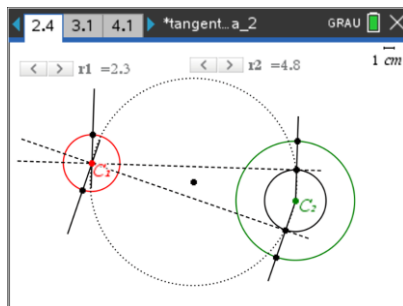 2.4 3.1 4.1 *tangent…a_2 GRAU
1 cm
r1 =2.3 r2 =4.8
C₁
C₂